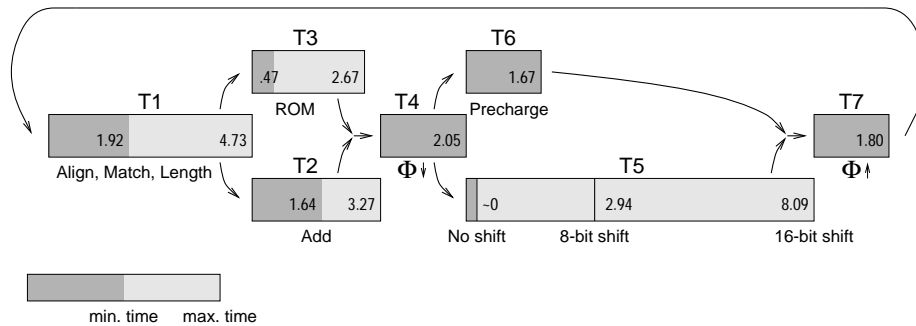 T3
T6
.47 2.67
1.67
T1
ROM
T4
Precharge
T7
1.92 4.73
2.05
1.80
Align, Match, Length
T2
Φ
T5
Φ
1.64 3.27
~0 2.94 8.09
Add
No shift 8-bit shift 16-bit shift
min. time max. time